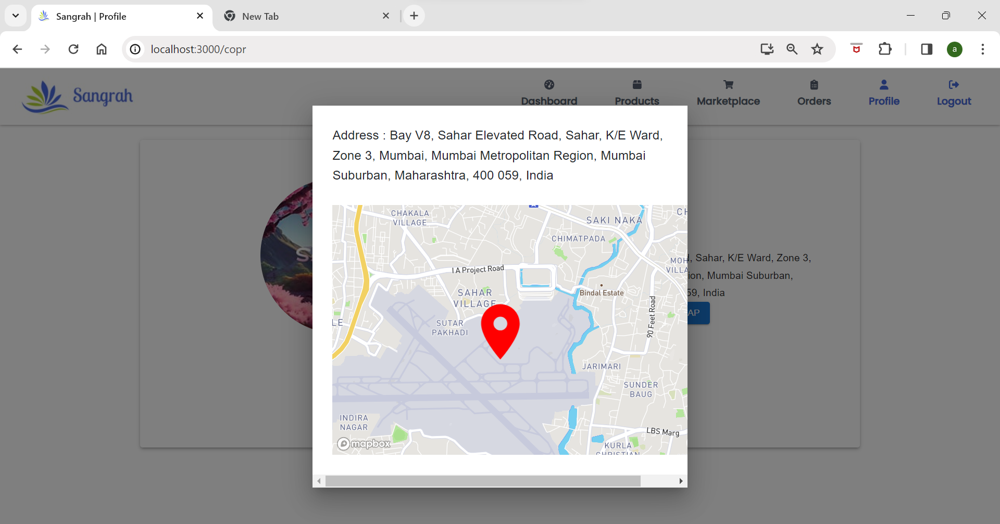 Sangrah | Profile
New Tab
localhost:3000/copr
a
Sangrah
Dashboard
Products
Marketplace
Orders
Profile
Logout
Address : Bay V8, Sahar Elevated Road, Sahar, K/E Ward,
Zone 3, Mumbai, Mumbai Metropolitan Region, Mumbai
Suburban, Maharashtra, 400 059, India
CHAKALA
VILLAGE
SAKI NAKA
CH
CHIMATPADA
MOH
VILLA
I A Project Road
SAHAR
VILLAGE
Bindal Estate
90 Feet Road
LE
SUTAR
PAKHADI
JARIMARI
SUNDER
BAUG
INDIRA
NAGAR
LBS Marg
mapbox
KURLA
CHRISTIAN
, Sahar, K/E Ward, Zone 3,
ion, Mumbai Suburban,
59, India
AP